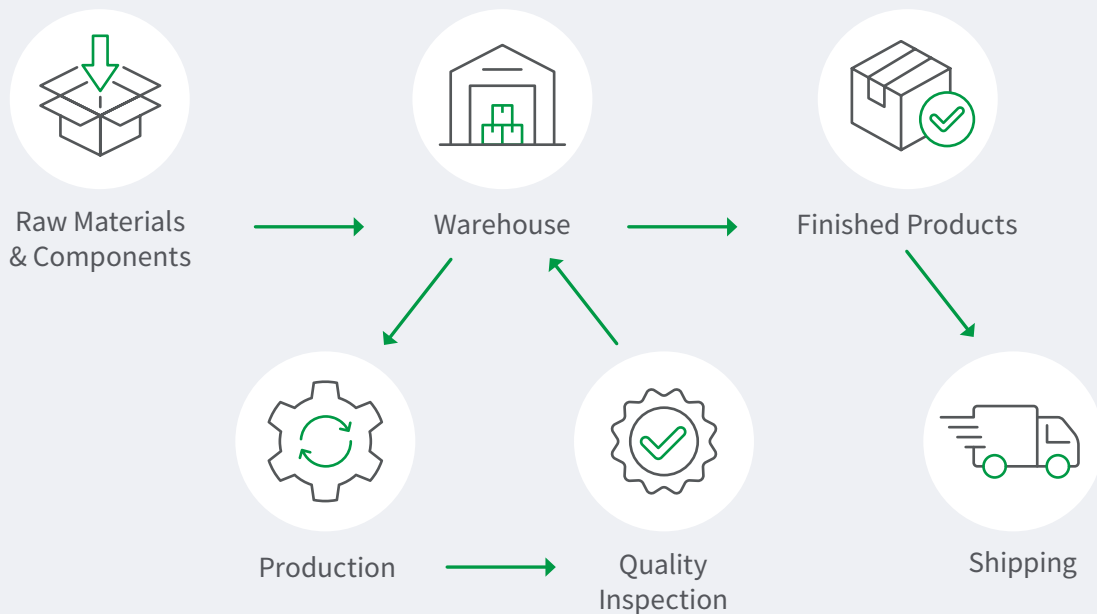 Raw Materials
& Components
Warehouse
Finished Products
Production
Quality
Inspection
Shipping